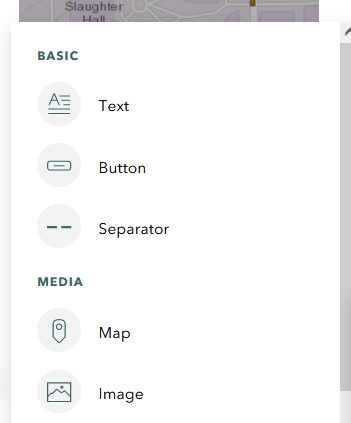 Slaughter
Hall
BASIC
Text
Button
Separator
MEDIA
Map
Image